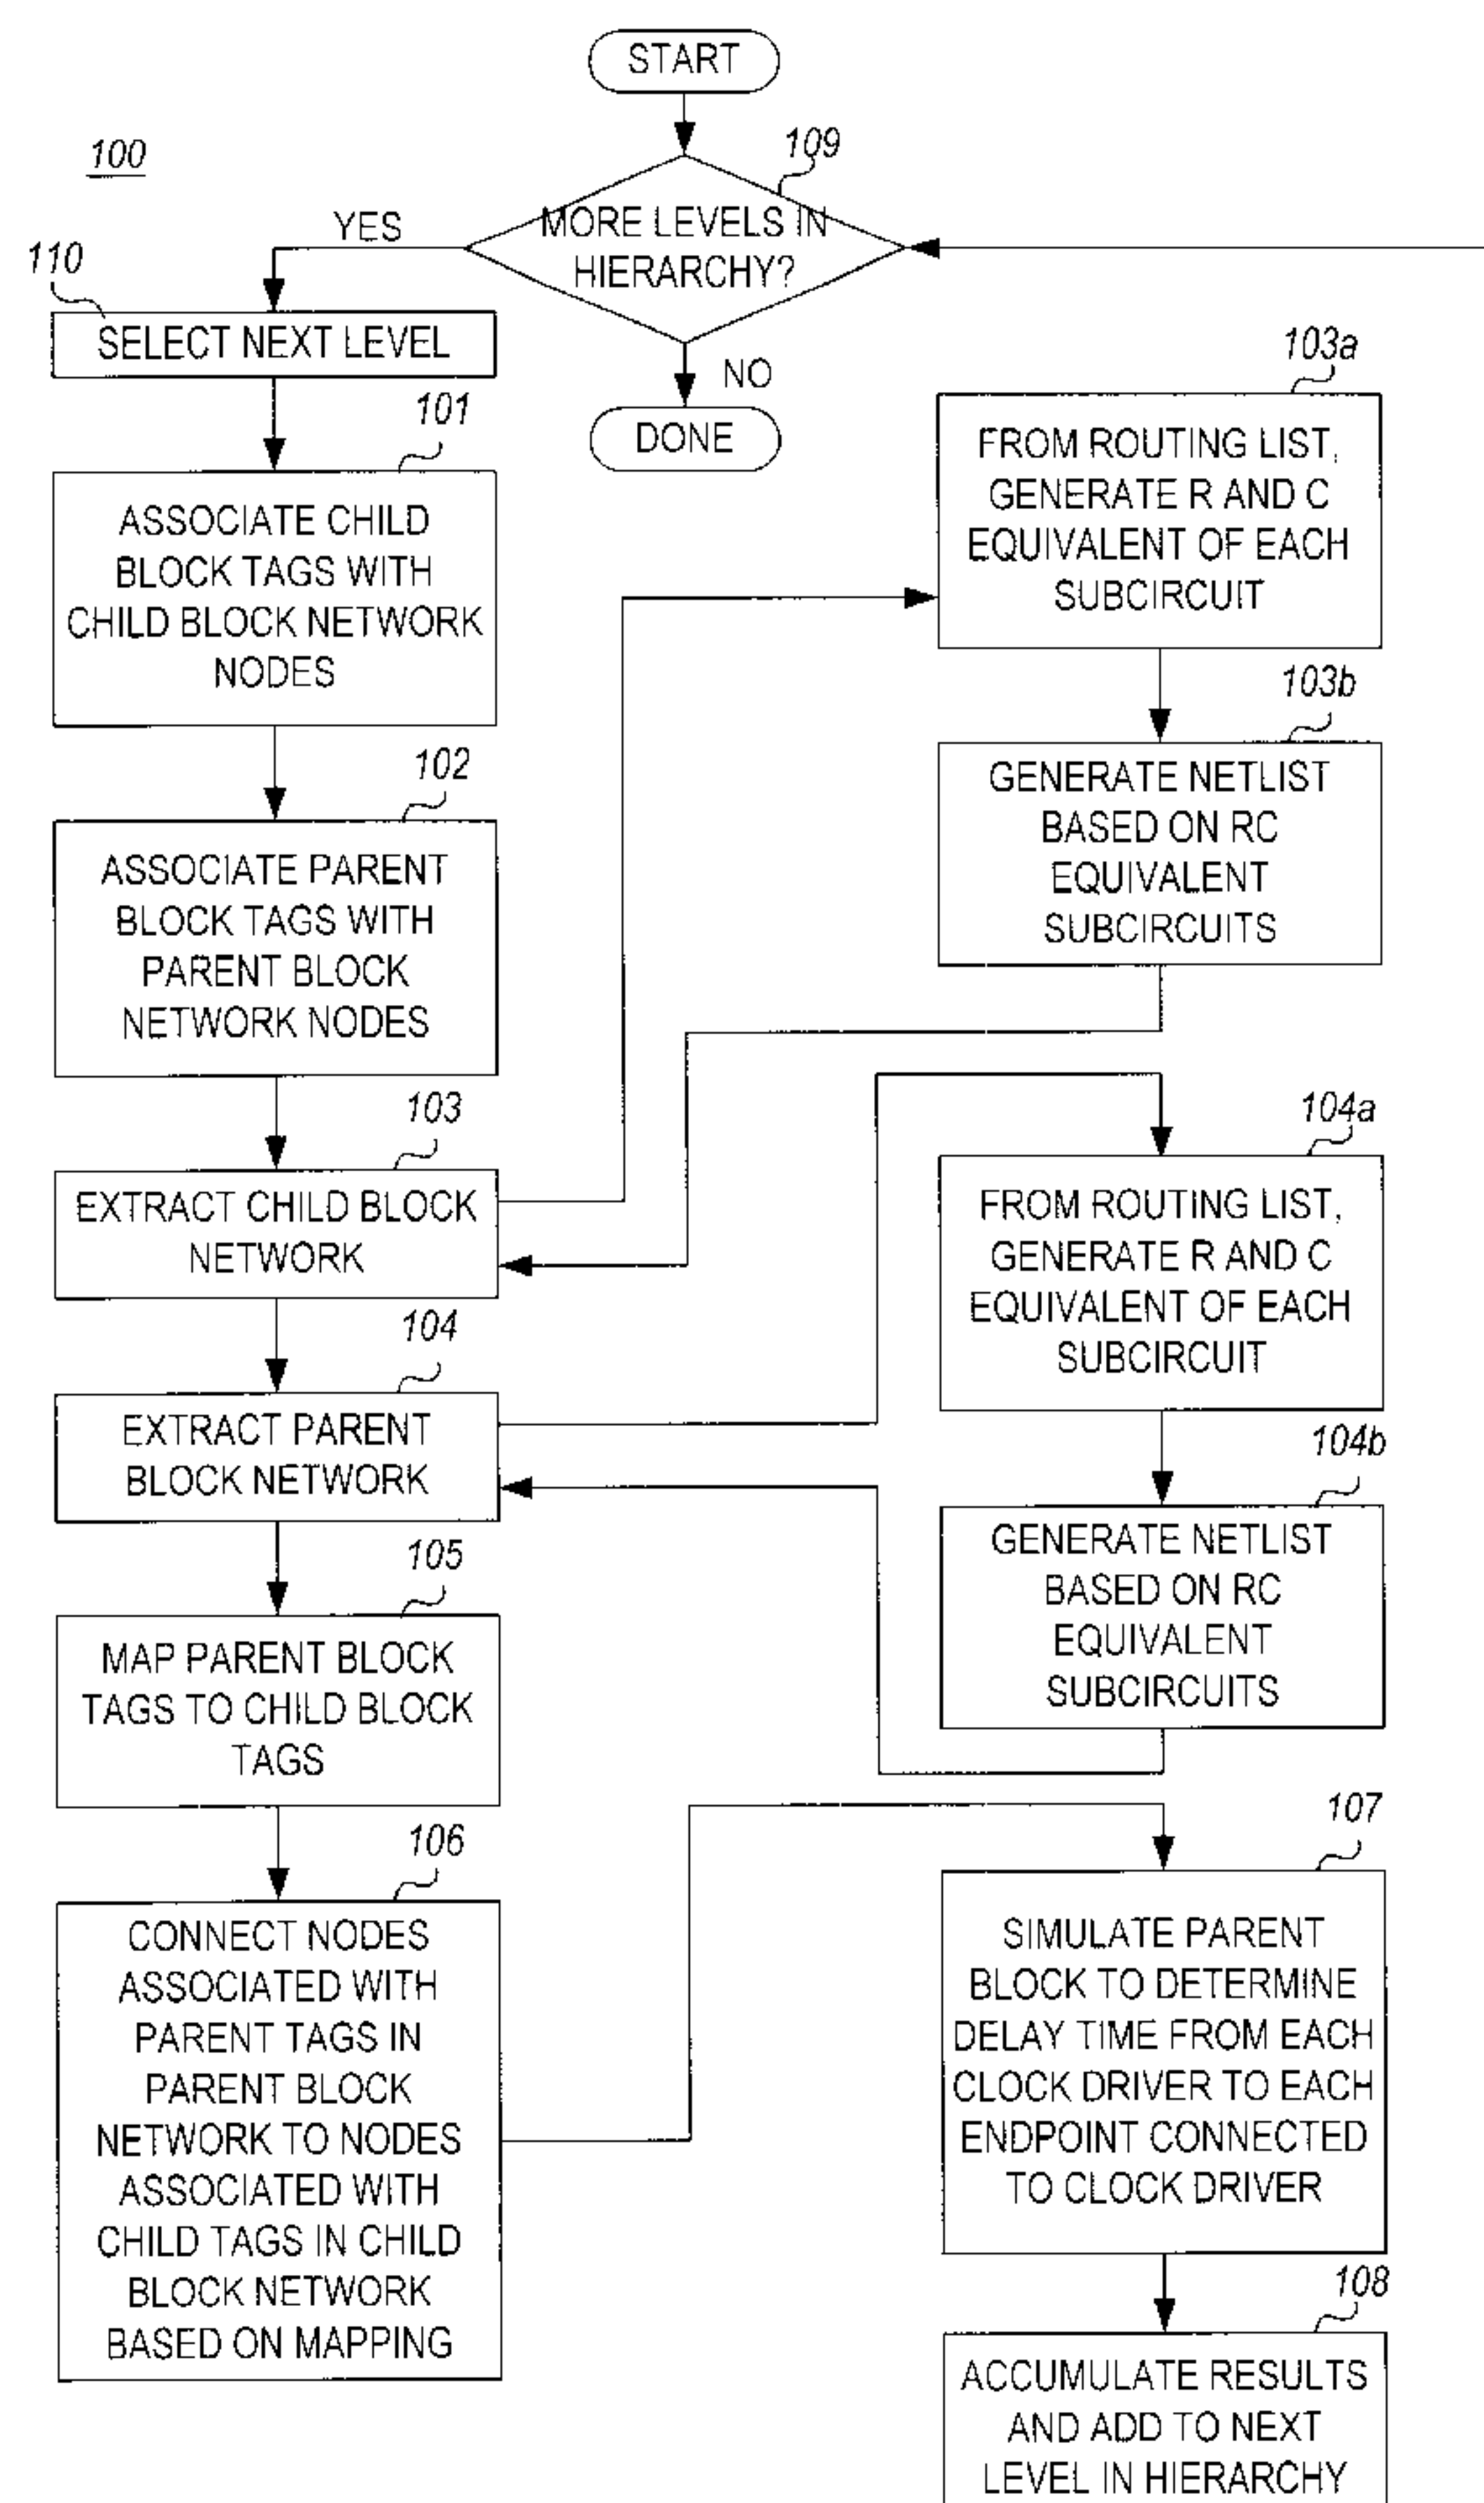 START
100
109
MORE LEVELS IN
HIERARCHY?
YES
NO
DONE
110
SELECT NEXT LEVEL
101
ASSOCIATE CHILD
BLOCK TAGS WITH
CHILD BLOCK NETWORK
NODES
102
ASSOCIATE PARENT
BLOCK TAGS WITH
PARENT BLOCK
NETWORK NODES
103
EXTRACT CHILD BLOCK
NETWORK
103a
FROM ROUTING LIST,
GENERATE R AND C
EQUIVALENT OF EACH
SUBCIRCUIT
103b
GENERATE NETLIST
BASED ON RC
EQUIVALENT
SUBCIRCUITS
104
EXTRACT PARENT
BLOCK NETWORK
104a
FROM ROUTING LIST,
GENERATE R AND C
EQUIVALENT OF EACH
SUBCIRCUIT
104b
GENERATE NETLIST
BASED ON RC
EQUIVALENT
SUBCIRCUITS
105
MAP PARENT BLOCK
TAGS TO CHILD BLOCK
TAGS
106
CONNECT NODES
ASSOCIATED WITH
PARENT TAGS IN
PARENT BLOCK
NETWORK TO NODES
ASSOCIATED WITH
CHILD TAGS IN CHILD
BLOCK NETWORK
BASED ON MAPPING
107
SIMULATE PARENT
BLOCK TO DETERMINE
DELAY TIME FROM EACH
CLOCK DRIVER TO EACH
ENDPOINT CONNECTED
TO CLOCK DRIVER
108
ACCUMULATE RESULTS
AND ADD TO NEXT
LEVEL IN HIERARCHY